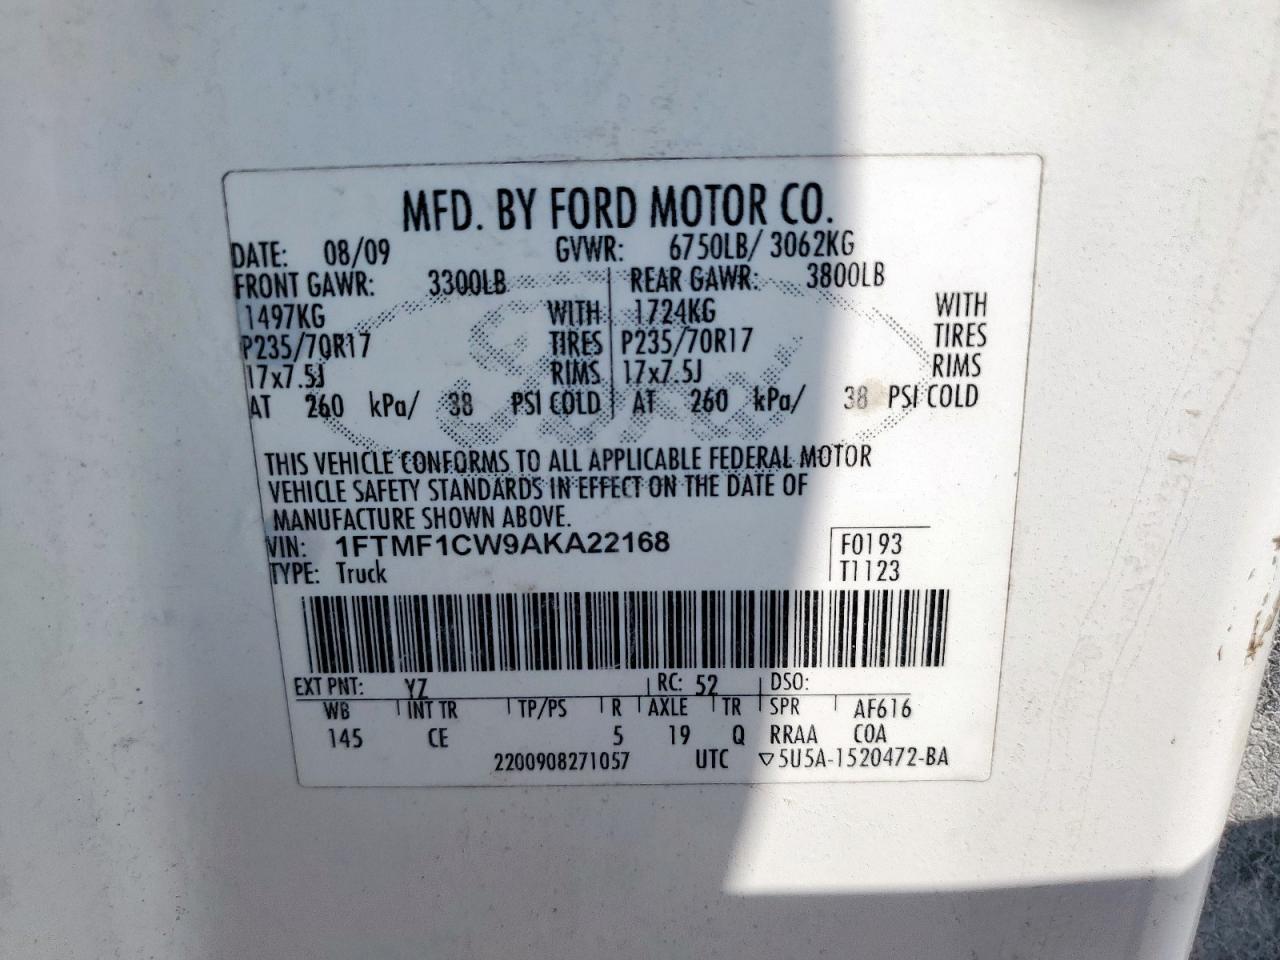 MFD. BY FORD MOTOR CO.
DATE: 08/09 GVWR: 6750LB/ 3062KG
FRONT GAWR: 3300LB REAR GAWR: 3800LB
1497KG WITH 1724KG WITH
P235/70R17 TIRES P235/70R17 TIRES
17x7.5J RIMS 17x7.5J RIMS
AT 260 kPa/ 38 PSI COLD AT 260 kPa/ 38 PSI COLD
Ford
THIS VEHICLE CONFORMS TO ALL APPLICABLE FEDERAL MOTOR
VEHICLE SAFETY STANDARDS IN EFFECT ON THE DATE OF
MANUFACTURE SHOWN ABOVE.
VIN: 1FTMF1CW9AKA22168 F0193
TYPE: Truck T1123
EXT PNT: YZ RC: 52 DSO:
WB INT TR TP/PS R AXLE TR SPR AF616
145 CE 5 19 Q RRAA COA
2200908271057 UTC ▽5U5A-1520472-BA